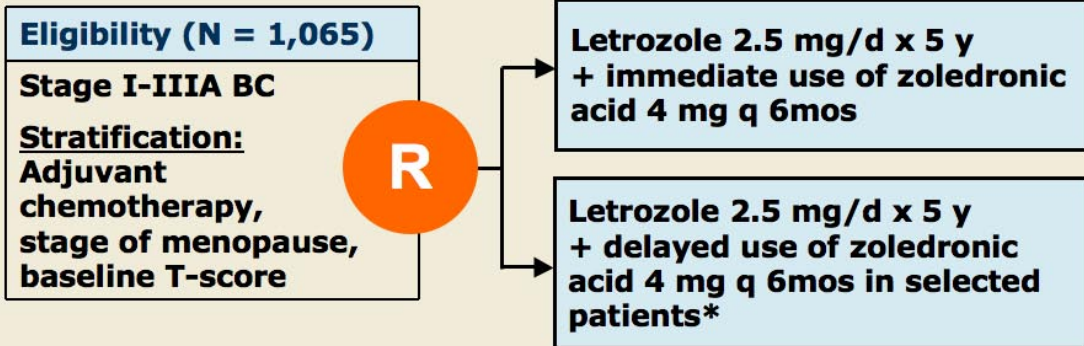 Eligibility (N = 1,065)
Stage I-IIIA BC
Stratification:
Adjuvant
chemotherapy,
stage of menopause,
baseline T-score
R
Letrozole 2.5 mg/d x 5 y
+ immediate use of zoledronic
acid 4 mg q 6mos
Letrozole 2.5 mg/d x 5 y
+ delayed use of zoledronic
acid 4 mg q 6mos in selected
patients*